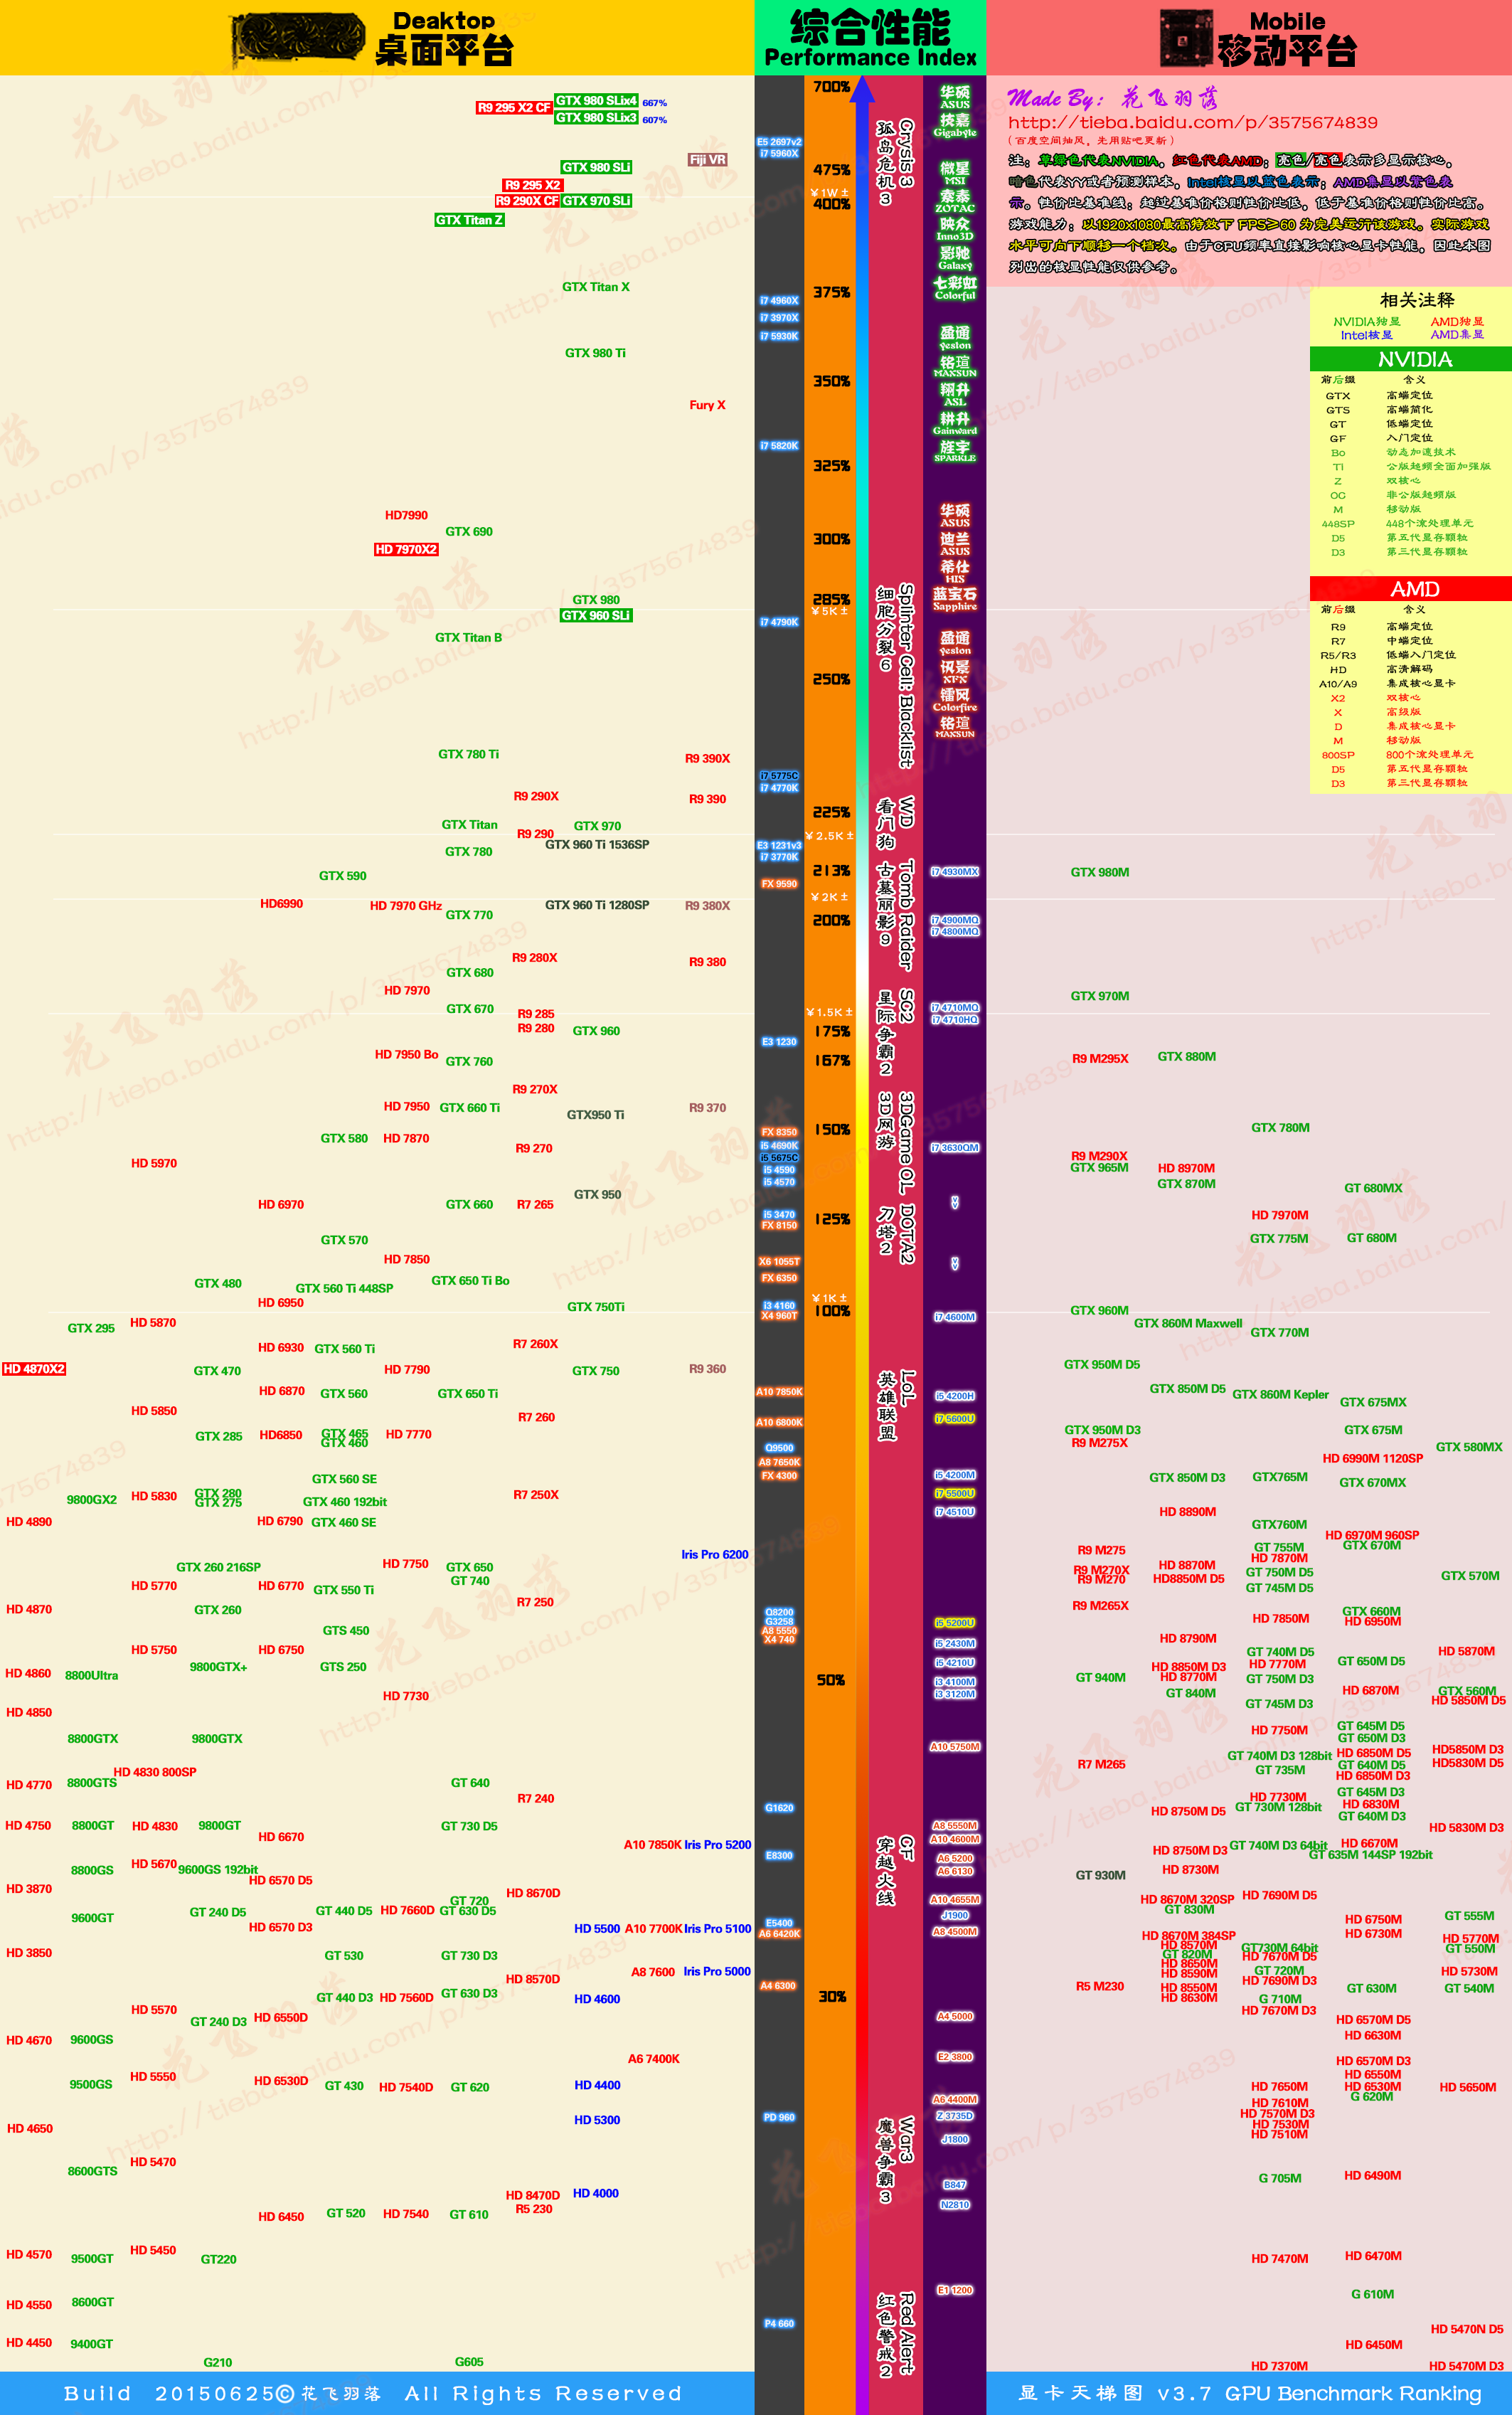 Deaktop
桌面平台
综合性能
Performance Index
Mobile
移动平台
Made By: 花飞羽落
http://tieba.baidu.com/p/3575674839
(百度空间抽风,先用贴吧更新)
注:草绿色代表NVIDIA,红色代表AMD;亮色/亮色表示多显示核心,
暗色代表YY或者预测样本,Intel核显以蓝色表示;AMD集显以紫色表
示。性价比基准线:超过基准价格则性价比低,低于基准价格则性价比高。
游戏能力:以1920x1080最高特效下 FPS≥60 为完美运行该游戏。实际游戏
水平可向下顺移一个档次。由于CPU频率直接影响核心显卡性能,因此本图
列出的核显性能仅供参考。
相关注释
NVIDIA独显 AMD独显
Intel核显 AMD集显
NVIDIA
前后缀 含义
GTX 高端定位
GTS 高端简化
GT 低端定位
GF 入门定位
Bo 动态加速技术
Ti 公版超频全面加强版
Z 双核心
OC 非公版超频版
M 移动版
448SP 448个流处理单元
D5 第五代显存颗粒
D3 第三代显存颗粒
AMD
前后缀 含义
R9 高端定位
R7 中端定位
R5/R3 低端入门定位
HD 高清解码
A10/A9 集成核心显卡
X2 双核心
X 高级版
D 集成核心显卡
M 移动版
800SP 800个流处理单元
D5 第五代显存颗粒
D3 第三代显存颗粒
R9 295 X2 CF GTX 980 SLix4 667%
GTX 980 SLix3 607%
Fiji VR
GTX 980 SLi
R9 295 X2
R9 290X CF GTX 970 SLi
GTX Titan Z
GTX Titan X
GTX 980 Ti
Fury X
HD7990
GTX 690
HD 7970X2
GTX 980
GTX 960 SLi
GTX Titan B
GTX 780 Ti
R9 390X
R9 290X
R9 390
GTX Titan
GTX 970
R9 290
GTX 960 Ti 1536SP
GTX 780
GTX 590
HD6990
HD 7970 GHz
GTX 960 Ti 1280SP
R9 380X
GTX 770
R9 280X
R9 380
GTX 680
HD 7970
GTX 670
R9 285
R9 280
GTX 960
HD 7950 Bo
GTX 760
R9 270X
HD 7950
GTX 660 Ti
R9 370
GTX950 Ti
GTX 580
HD 7870
R9 270
HD 5970
GTX 950
HD 6970
GTX 660
R7 265
GTX 570
HD 7850
GTX 480
GTX 650 Ti Bo
GTX 560 Ti 448SP
HD 6950
GTX 750Ti
HD 5870
GTX 295
R7 260X
HD 6930
GTX 560 Ti
HD 4870X2
GTX 470
HD 7790
GTX 750
R9 360
HD 6870
GTX 560
GTX 650 Ti
HD 5850
R7 260
GTX 285
HD6850
GTX 465
HD 7770
GTX 460
GTX 560 SE
GTX 280
R7 250X
HD 5830
9800GX2
GTX 275
GTX 460 192bit
HD 4890
HD 6790
GTX 460 SE
Iris Pro 6200
HD 7750
GTX 260 216SP
GTX 650
GT 740
HD 5770
HD 6770
GTX 550 Ti
R7 250
HD 4870
GTX 260
GTS 450
HD 5750
HD 6750
9800GTX+
GTS 250
HD 4860
8800Ultra
HD 7730
HD 4850
8800GTX
9800GTX
HD 4830 800SP
HD 4770
8800GTS
GT 640
R7 240
HD 4750
8800GT
HD 4830
9800GT
GT 730 D5
HD 6670
A10 7850K Iris Pro 5200
HD 5670
8800GS
9600GS 192bit
HD 6570 D5
HD 3870
HD 8670D
GT 720
GT 240 D5
GT 440 D5
HD 7660D
GT 630 D5
9600GT
HD 6570 D3
HD 5500 A10 7700K Iris Pro 5100
HD 3850
GT 530
GT 730 D3
A8 7600 Iris Pro 5000
HD 8570D
GT 630 D3
GT 440 D3
HD 7560D
HD 4600
HD 5570
HD 6550D
GT 240 D3
HD 4670
9600GS
A6 7400K
HD 5550
HD 6530D
9500GS
GT 430
HD 7540D
GT 620
HD 4400
HD 5300
HD 4650
HD 5470
8600GTS
HD 4000
HD 8470D
R5 230
HD 6450
GT 520
HD 7540
GT 610
HD 5450
HD 4570
9500GT
GT220
8600GT
HD 4550
HD 4450
9400GT
G210
G605
E5 2697v2
i7 5960X
i7 4960X
i7 3970X
i7 5930K
i7 5820K
i7 4790K
i7 5775C
i7 4770K
E3 1231v3
i7 3770K
FX 9590
E3 1230
FX 8350
i5 4690K
i5 5675C
i5 4590
i5 4570
i5 3470
FX 8150
X6 1055T
FX 6350
i3 4160
X4 960T
A10 7850K
A10 6800K
Q9500
A8 7650K
FX 4300
Q8200
G3258
A8 5550
X4 740
G1620
E8300
E5400
A6 6420K
A4 6300
PD 960
P4 660
700%
475%
¥1W±
400%
375%
350%
325%
300%
285%
¥5K±
250%
225%
¥2.5K±
213%
¥2K±
200%
¥1.5K±
175%
167%
150%
125%
¥1K±
100%
50%
30%
Crysis 3
孤岛危机3
Splinter Cell: Blacklist
细胞分裂6
WD
看门狗
Tomb Raider
古墓丽影9
SC2
星际争霸2
3DGame OL
3D网游
DOTA2
刀塔2
LoL
英雄联盟
CF
穿越火线
War3
魔兽争霸3
Red Alert
红色警戒2
华硕
ASUS
技嘉
Gigabyte
微星
MSI
索泰
ZOTAC
映众
Inno3D
影驰
Galaxy
七彩虹
Colorful
盈通
yeston
铭瑄
MAXSUN
翔升
ASL
耕升
Gainward
旌宇
SPARKLE
华硕
ASUS
迪兰
ASUS
希仕
HIS
蓝宝石
Sapphire
盈通
yeston
讯景
XFX
镭风
Colorfire
铭瑄
MAXSUN
i7 4930MX
i7 4900MQ
i7 4800MQ
i7 4710MQ
i7 4710HQ
i7 3630QM
i7 4600M
i5 4200H
i7 5600U
i5 4200M
i7 5500U
i7 4510U
i5 5200U
i5 2430M
i5 4210U
i3 4100M
i3 3120M
A10 5750M
A8 5550M
A10 4600M
A6 5200
A6 6130
A10 4655M
J1900
A8 4500M
A4 5000
E2 3800
A6 4400M
Z 3735D
J1800
B847
N2810
E1 1200
GTX 980M
GTX 970M
R9 M295X
GTX 880M
GTX 780M
R9 M290X
GTX 965M
HD 8970M
GTX 870M
GT 680MX
HD 7970M
GTX 775M
GT 680M
GTX 960M
GTX 860M Maxwell
GTX 770M
GTX 950M D5
GTX 850M D5
GTX 860M Kepler
GTX 675MX
GTX 950M D3
GTX 675M
R9 M275X
GTX 580MX
HD 6990M 1120SP
GTX 850M D3
GTX765M
GTX 670MX
HD 8890M
GTX760M
HD 6970M 960SP
GTX 670M
R9 M275
GT 755M
HD 7870M
R9 M270X
HD 8870M
GT 750M D5
R9 M270
HD8850M D5
GTX 570M
GT 745M D5
R9 M265X
GTX 660M
HD 7850M
HD 6950M
HD 8790M
GT 740M D5
HD 5870M
HD 7770M
GT 650M D5
HD 8850M D3
GT 940M
HD 8770M
GT 750M D3
GT 840M
HD 6870M
GTX 560M
HD 5850M D5
GT 745M D3
GT 645M D5
HD 7750M
GT 650M D3
GT 740M D3 128bit
HD 6850M D5
HD5850M D3
R7 M265
GT 640M D5
HD5830M D5
GT 735M
HD 6850M D3
GT 645M D3
HD 7730M
HD 6830M
GT 730M 128bit
HD 8750M D5
GT 640M D3
HD 5830M D3
GT 740M D3 64bit
HD 6670M
HD 8750M D3
GT 635M 144SP 192bit
GT 930M
HD 8730M
HD 8670M 320SP
HD 7690M D5
GT 830M
HD 6750M
GT 555M
HD 8670M 384SP
HD 6730M
HD 5770M
HD 8570M
GT730M 64bit
GT 550M
GT 820M
HD 7670M D5
HD 8650M
HD 8590M
GT 720M
HD 5730M
R5 M230
HD 7690M D3
HD 8550M
GT 630M
GT 540M
HD 8630M
G 710M
HD 7670M D3
HD 6570M D5
HD 6630M
HD 6570M D3
HD 6550M
HD 7650M
HD 6530M
HD 5650M
G 620M
HD 7610M
HD 7570M D3
HD 7530M
HD 7510M
G 705M
HD 6490M
HD 7470M
HD 6470M
G 610M
HD 5470N D5
HD 6450M
HD 7370M
HD 5470M D3
Build 20150625©花飞羽落 All Rights Reserved
显卡天梯图 v3.7 GPU Benchmark Ranking